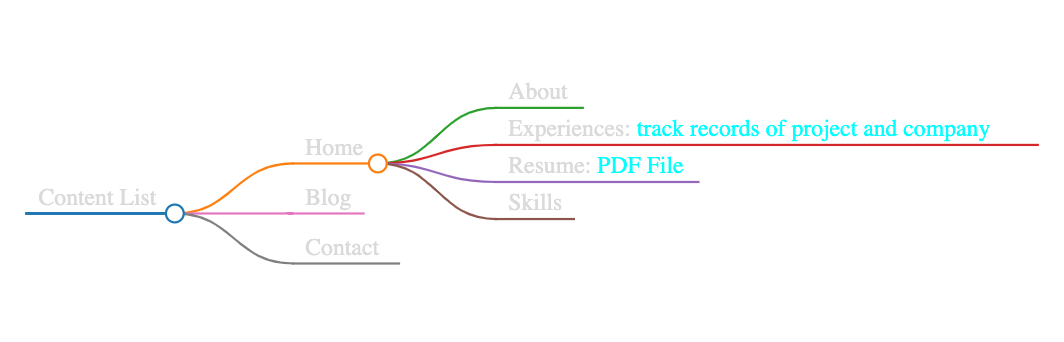 Content List
Home
About
Experiences: track records of project and company
Resume: PDF File
Skills
Blog
Contact